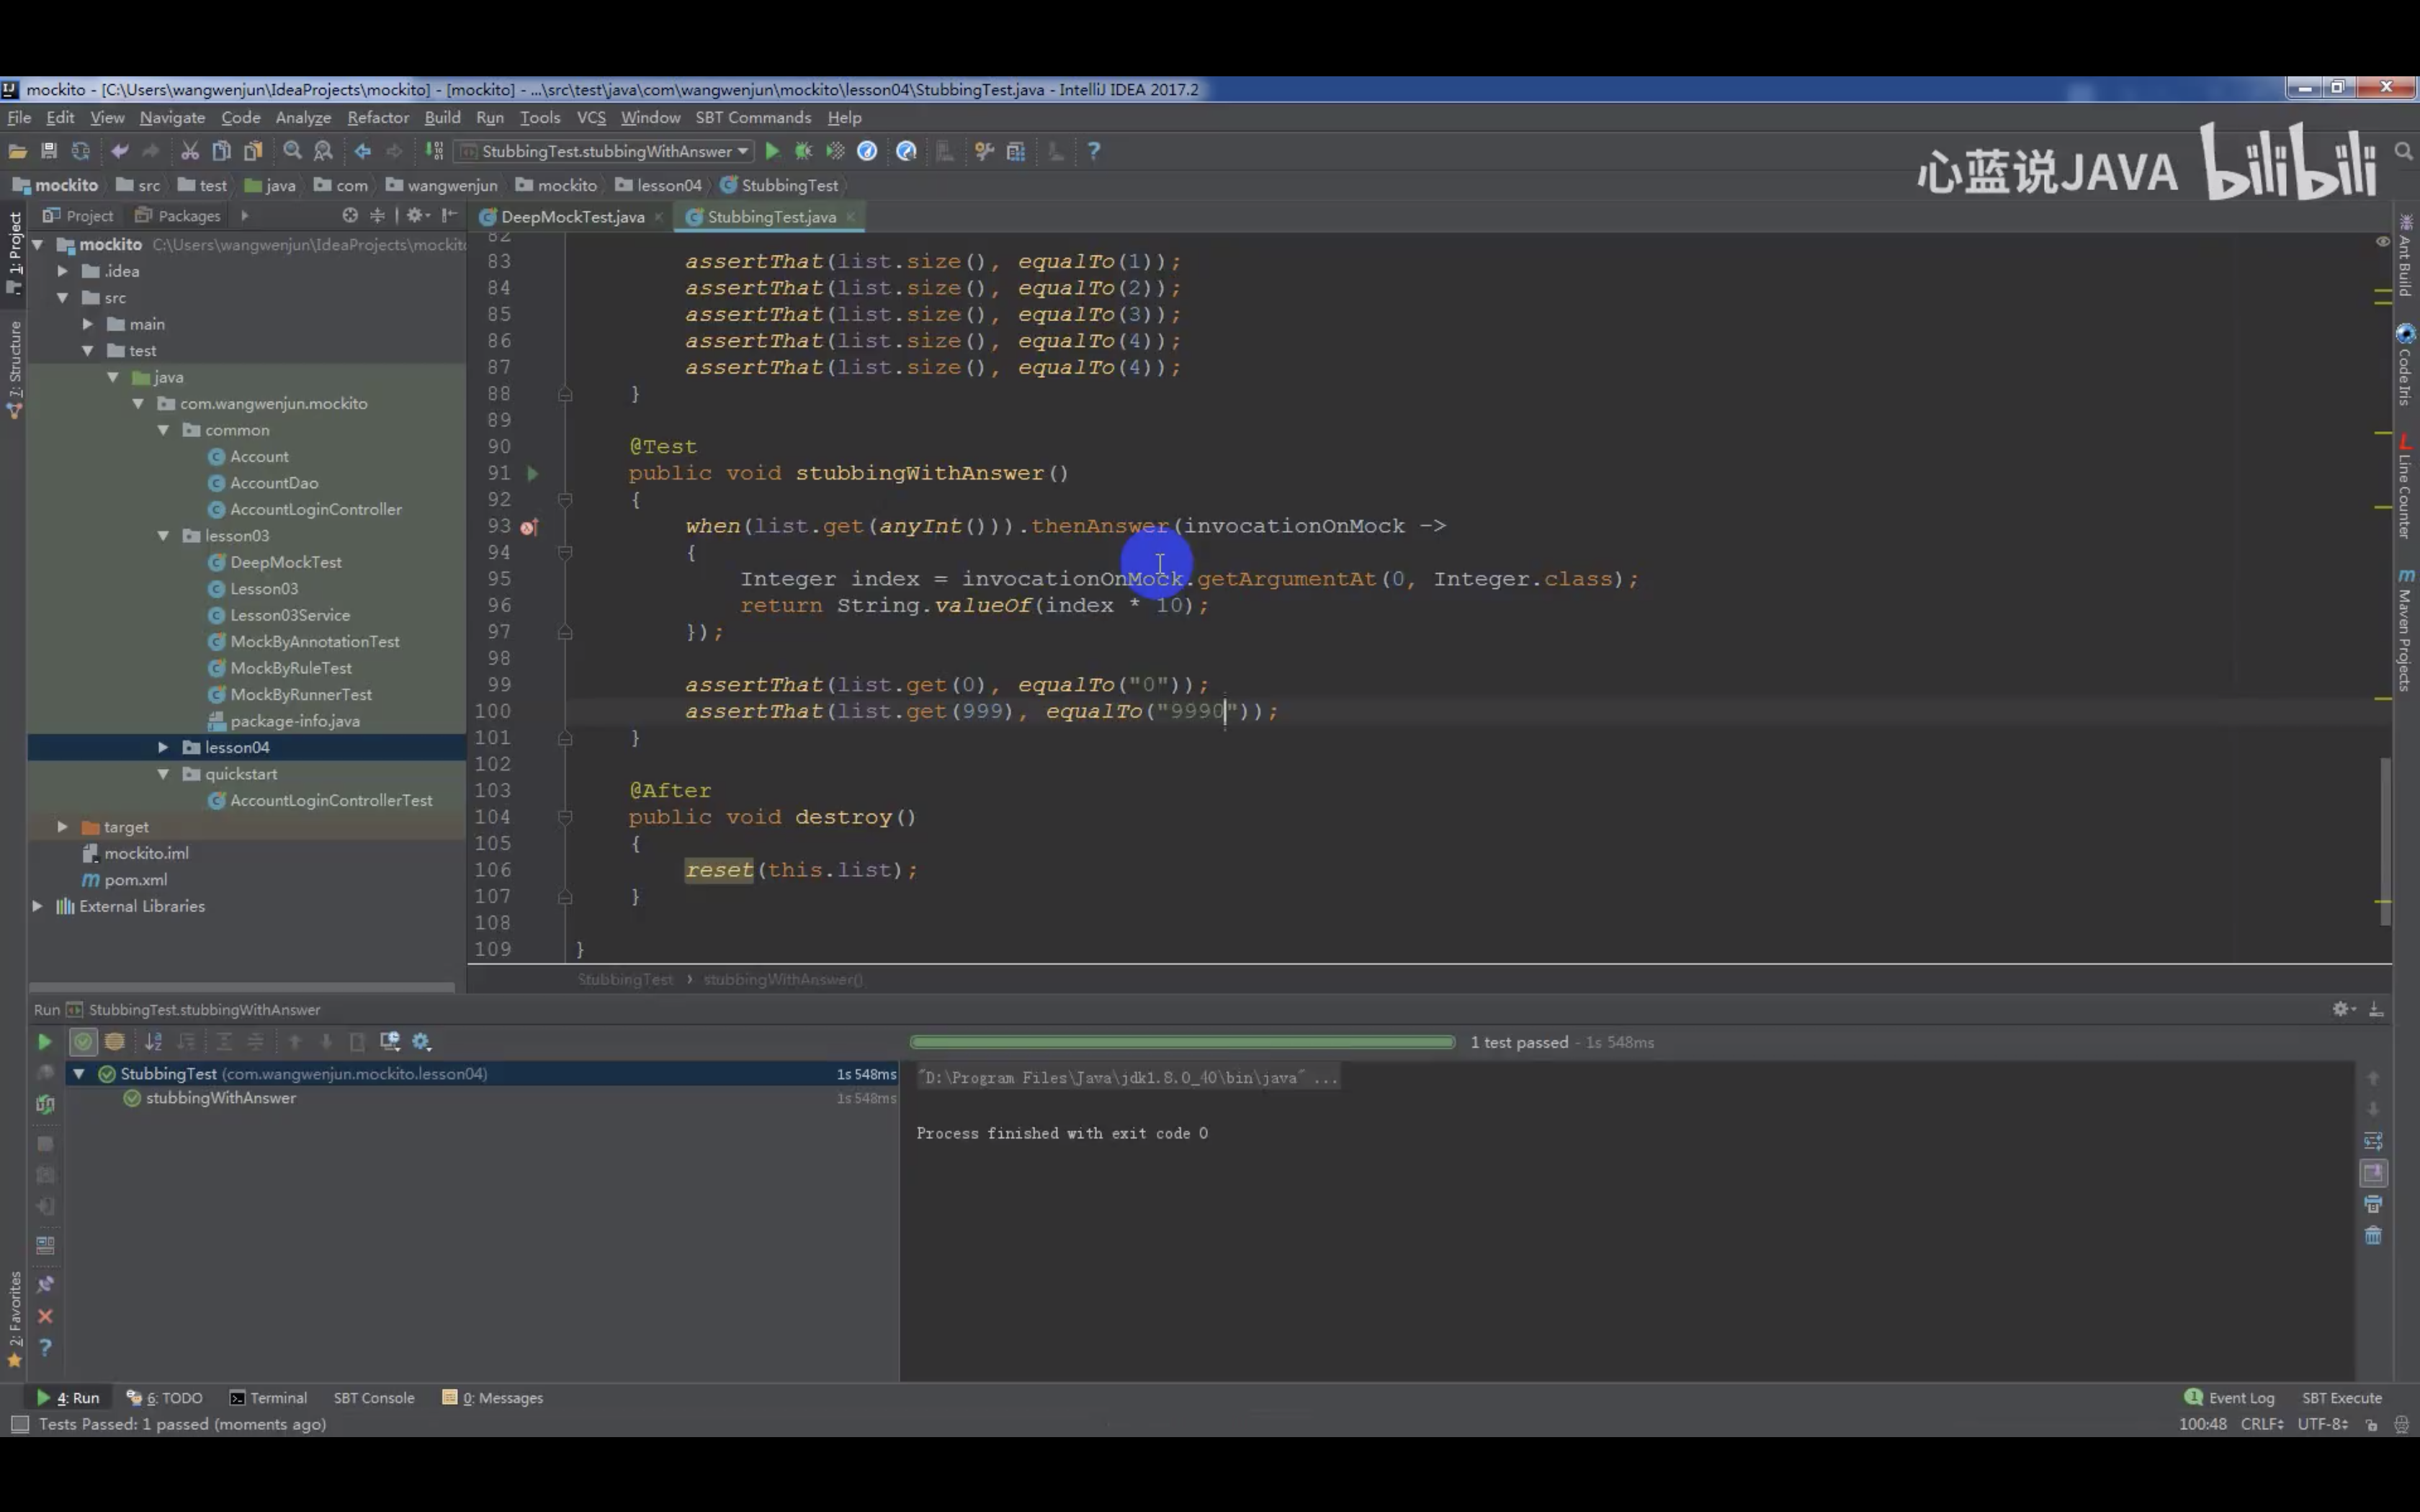 mockito - [C:\Users\wangwenjun\IdeaProjects\mockito] - [mockito] - ...\src\test\java\com\wangwenjun\mockito\lesson04\StubbingTest.java - IntelliJ IDEA 2017.2
File Edit View Navigate Code Analyze Refactor Build Run Tools VCS Window SBT Commands Help
StubbingTest.stubbingWithAnswer
心蓝说JAVA bilibili
mockito src test java com wangwenjun mockito lesson04 StubbingTest
Project Packages
DeepMockTest.java StubbingTest.java
1: Project
7: Structure
2: Favorites
mockito C:\Users\wangwenjun\IdeaProjects\mockito
.idea
src
main
test
java
com.wangwenjun.mockito
common
Account
AccountDao
AccountLoginController
lesson03
DeepMockTest
Lesson03
Lesson03Service
MockByAnnotationTest
MockByRuleTest
MockByRunnerTest
package-info.java
lesson04
quickstart
AccountLoginControllerTest
target
mockito.iml
pom.xml
External Libraries
82
83 assertThat(list.size(), equalTo(1));
84 assertThat(list.size(), equalTo(2));
85 assertThat(list.size(), equalTo(3));
86 assertThat(list.size(), equalTo(4));
87 assertThat(list.size(), equalTo(4));
88 }
89
90 @Test
91 public void stubbingWithAnswer()
92 {
93 when(list.get(anyInt())).thenAnswer(invocationOnMock ->
94 {
95 Integer index = invocationOnMock.getArgumentAt(0, Integer.class);
96 return String.valueOf(index * 10);
97 });
98
99 assertThat(list.get(0), equalTo("0"));
100 assertThat(list.get(999), equalTo("9990"));
101 }
102
103 @After
104 public void destroy()
105 {
106 reset(this.list);
107 }
108
109 }
StubbingTest › stubbingWithAnswer()
Ant Build
Code Iris
Line Counter
Maven Projects
Run StubbingTest.stubbingWithAnswer
1 test passed - 1s 548ms
StubbingTest (com.wangwenjun.mockito.lesson04) 1s 548ms
stubbingWithAnswer 1s 548ms
"D:\Program Files\Java\jdk1.8.0_40\bin\java" ...
Process finished with exit code 0
4: Run 6: TODO Terminal SBT Console 0: Messages
1 Event Log SBT Execute
Tests Passed: 1 passed (moments ago)
100:48 CRLF UTF-8